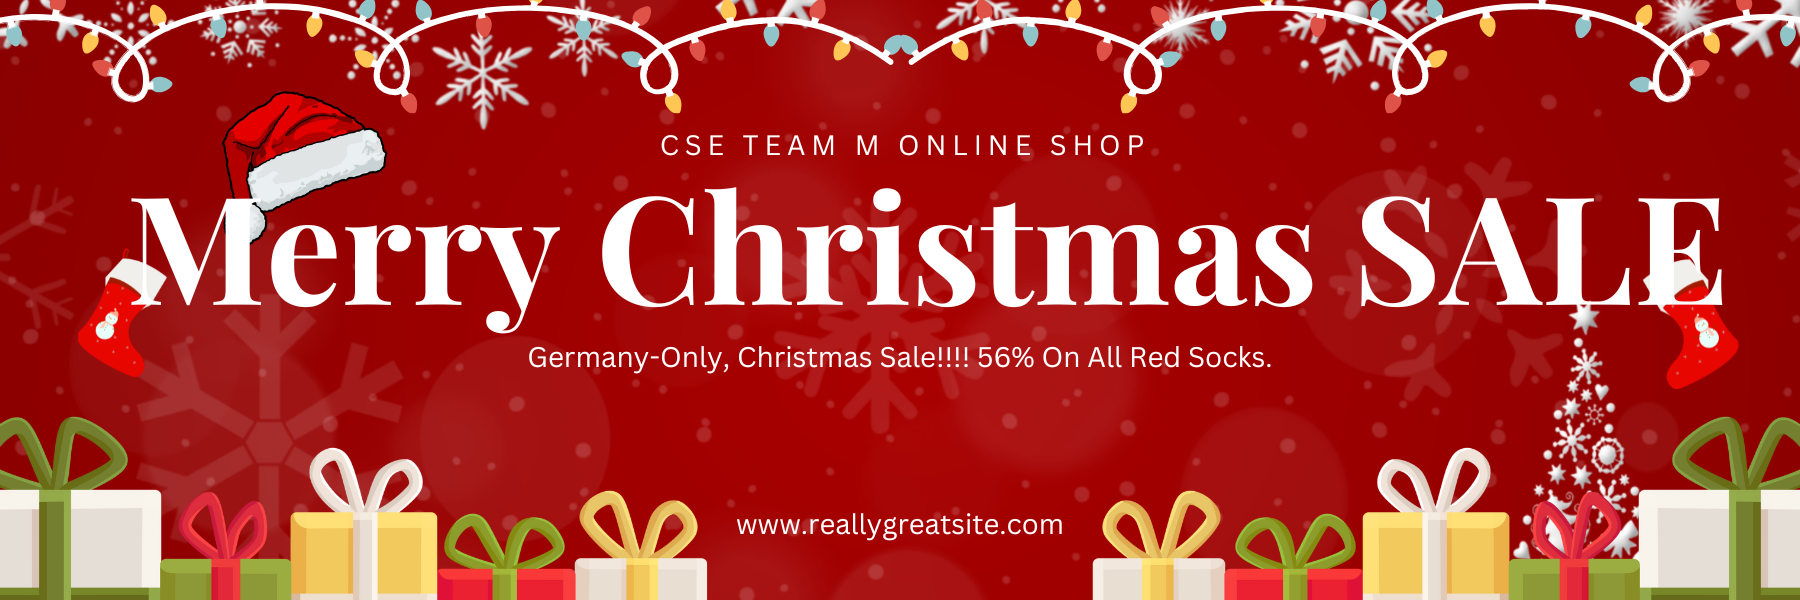 CSE TEAM M ONLINE SHOP
Merry Christmas SALE
Germany-Only, Christmas Sale!!!! 56% On All Red Socks.
www.reallygreatsite.com